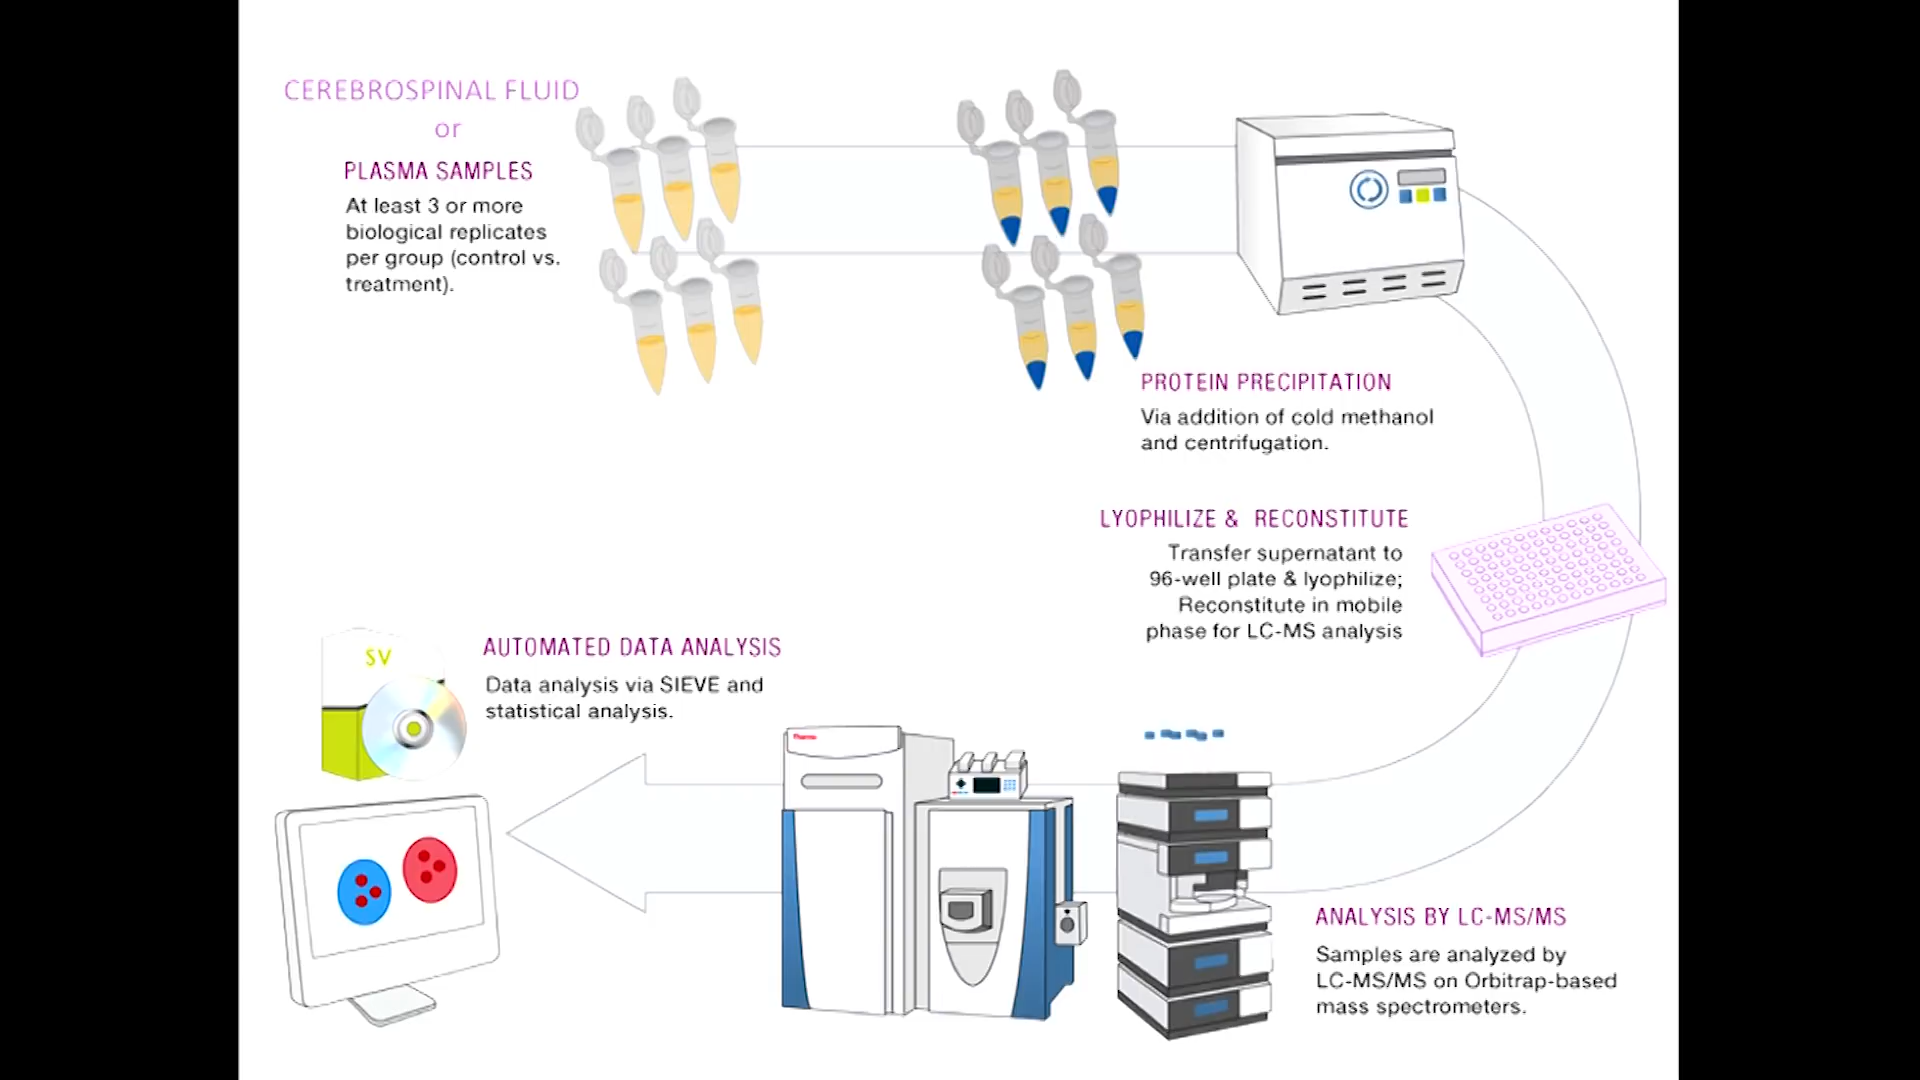 CEREBROSPINAL FLUID
or
PLASMA SAMPLES
At least 3 or more
biological replicates
per group (control vs.
treatment).
PROTEIN PRECIPITATION
Via addition of cold methanol
and centrifugation.
LYOPHILIZE & RECONSTITUTE
Transfer supernatant to
96-well plate & lyophilize;
Reconstitute in mobile
phase for LC-MS analysis
SV
AUTOMATED DATA ANALYSIS
Data analysis via SIEVE and
statistical analysis.
Thermo
ANALYSIS BY LC-MS/MS
Samples are analyzed by
LC-MS/MS on Orbitrap-based
mass spectrometers.